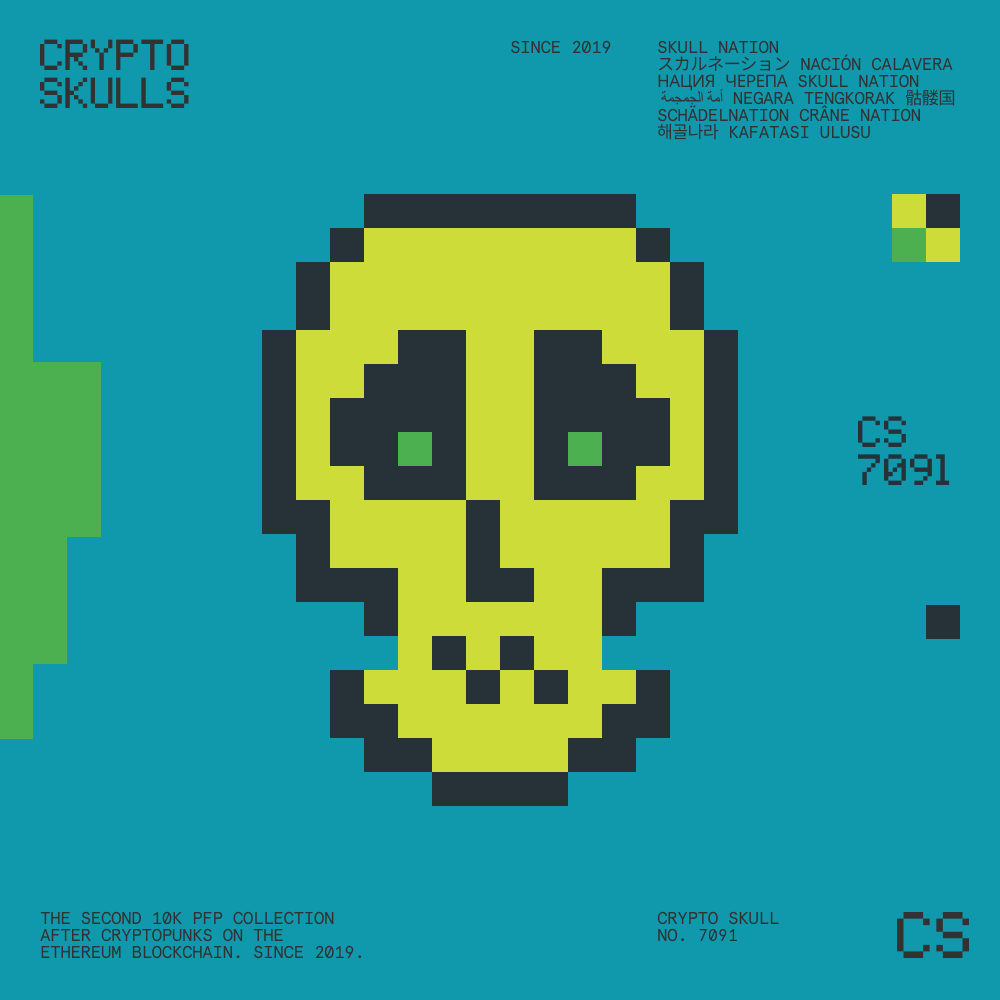 CRYPTO
SKULLS
SINCE 2019
SKULL NATION
スカルネーション NACIÓN CALAVERA
НАЦИЯ ЧЕРЕПА SKULL NATION
أمة الجمجمة NEGARA TENGKORAK 骷髅国
SCHÄDELNATION CRÂNE NATION
해골나라 KAFATASI ULUSU
CS
7091
THE SECOND 10K PFP COLLECTION
AFTER CRYPTOPUNKS ON THE
ETHEREUM BLOCKCHAIN. SINCE 2019.
CRYPTO SKULL
NO. 7091
CS